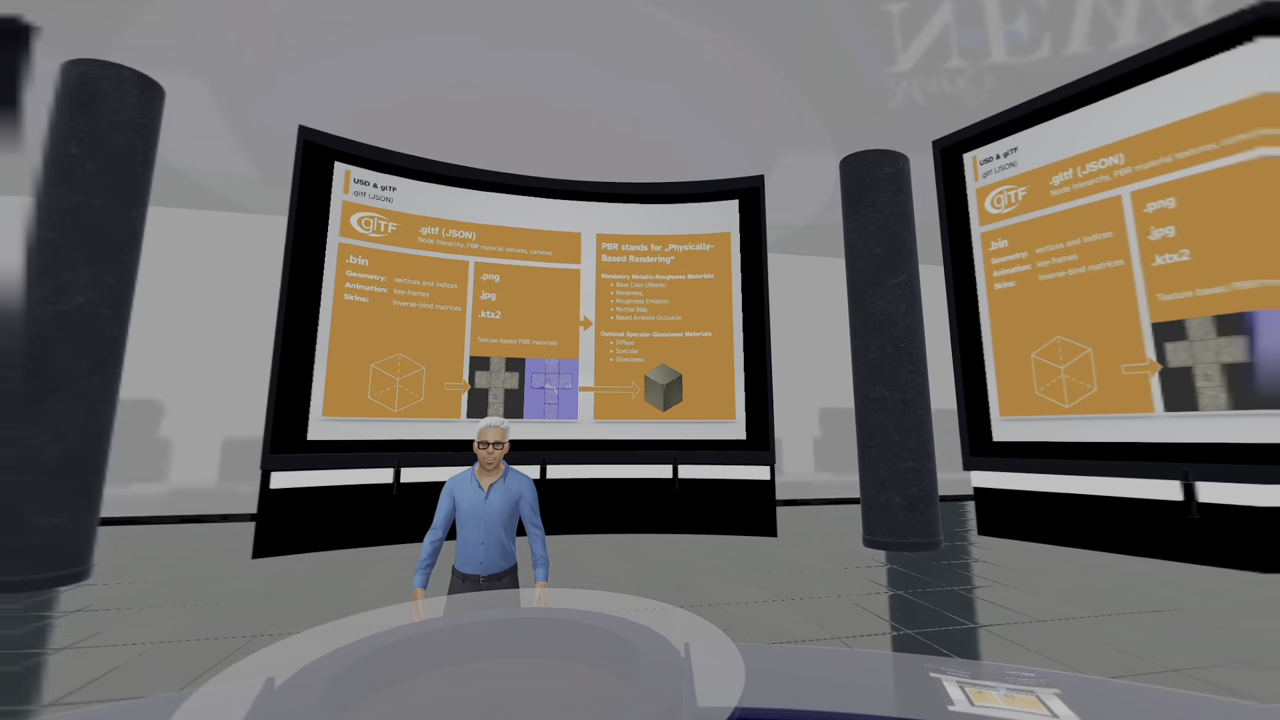 USD & glTF
.gltf (JSON)
glTF
.gltf (JSON)
Node hierarchy, PBR material textures, cameras
.bin
Geometry: vertices and indices
Animation: key-frames
Skins: inverse-bind matrices
.png
.jpg
.ktx2
Texture based PBR materials
PBR stands for „Physically-
Based Rendering"
Mandatory Metallic-Roughness Materials
Base Color (Albedo)
Metalness,
Roughness Emission
Normal Map
Baked Ambient Occlusion
Optional Specular-Glossiness Materials
Diffuse
Specular
Glossiness
NEWS
USD & glTF
.gltf (JSON)
glTF
.gltf (JSON)
Node hierarchy, PBR material textures,
.bin
Geometry: vertices and indices
Animation: key-frames
Skins: inverse-bind matrices
.png
.jpg
.ktx2
Texture based